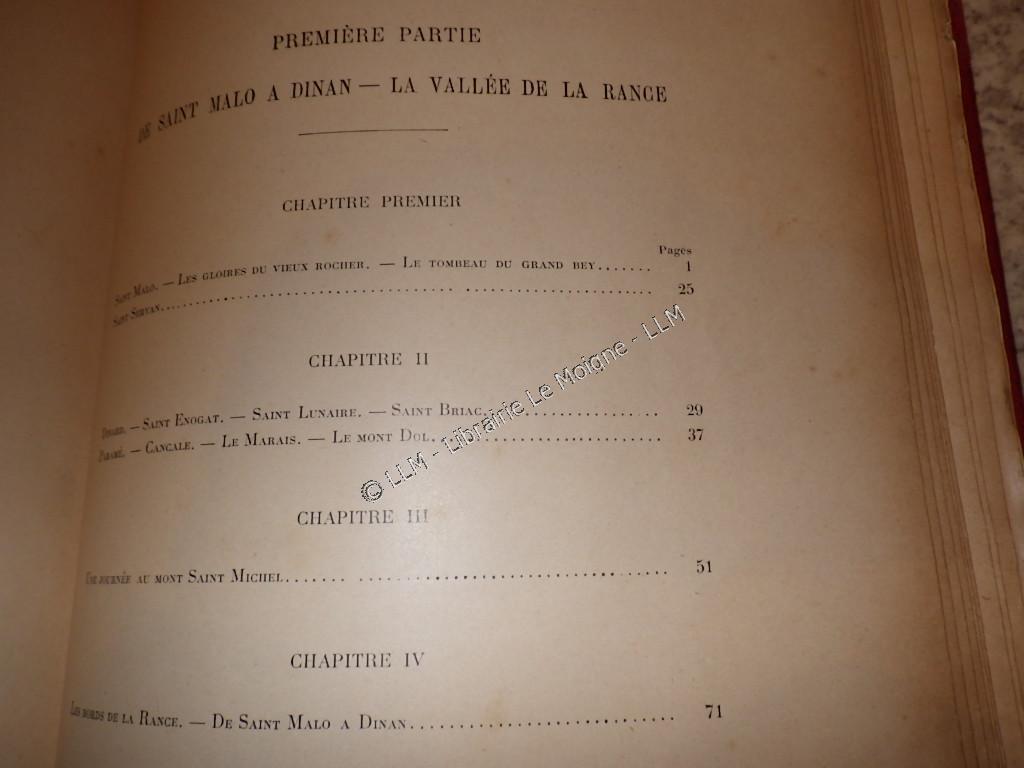 PREMIÈRE PARTIE
DE SAINT MALO A DINAN — LA VALLÉE DE LA RANCE
CHAPITRE PREMIER
Pages
SAINT MALO. — LES GLOIRES DU VIEUX ROCHER. — LE TOMBEAU DU GRAND BEY....... 1
SAINT SERVAN.................................................. 25
CHAPITRE II
DINARD. — SAINT ENOGAT. — SAINT LUNAIRE. — SAINT BRIAC..................... 29
PARAMÉ. — CANCALE. — LE MARAIS. — LE MONT DOL........................... 37
© LLM - Librairie Le Moigne - LLM
CHAPITRE III
UNE JOURNÉE AU MONT SAINT MICHEL....... ................................ 51
CHAPITRE IV
LES BORDS DE LA RANCE. — DE SAINT MALO A DINAN............................ 71